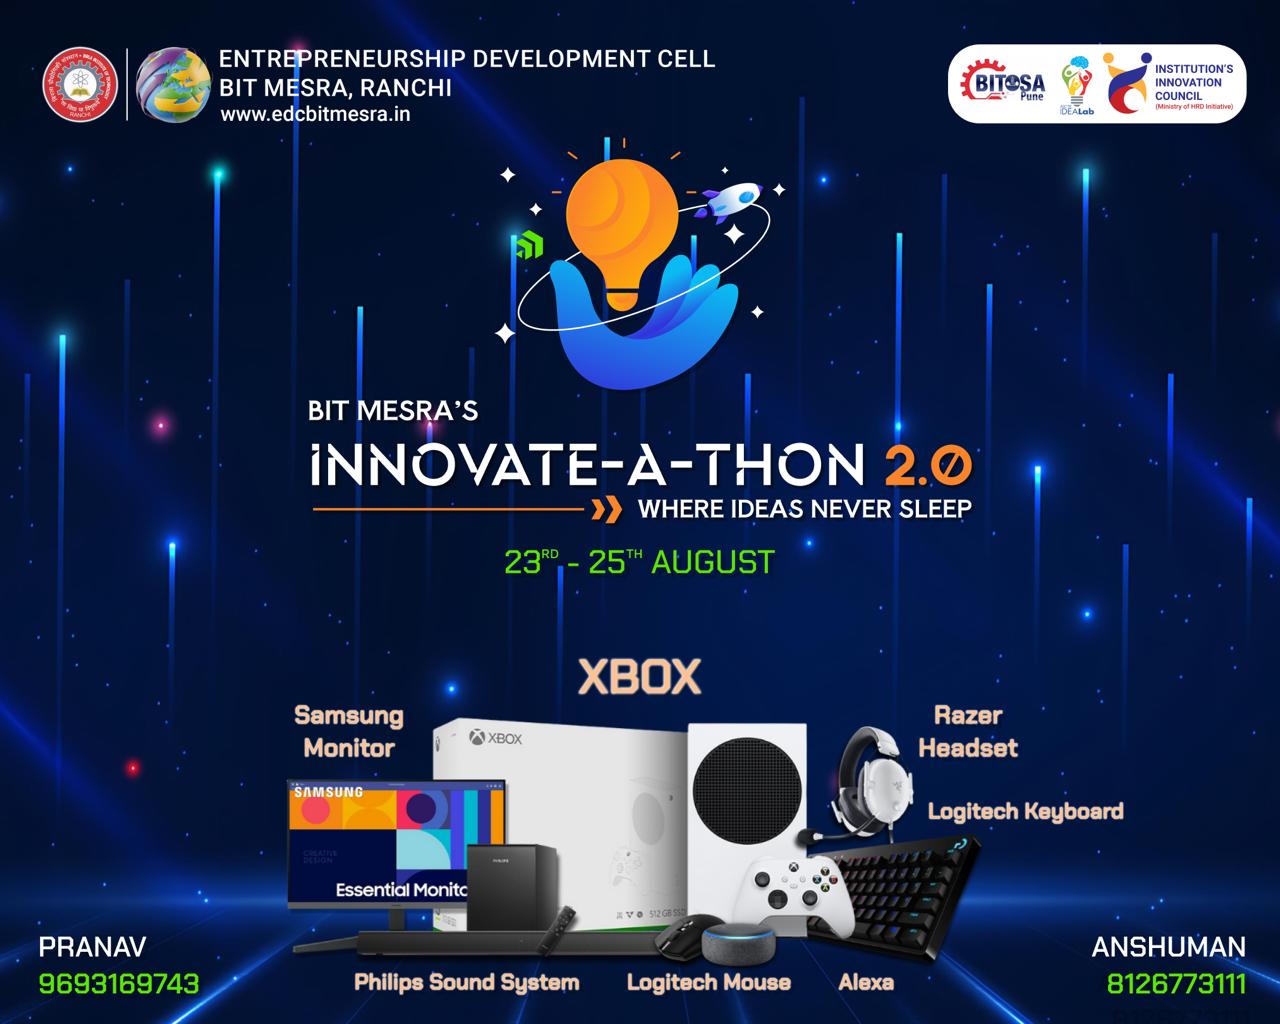 ENTREPRENEURSHIP DEVELOPMENT CELL
BIT MESRA, RANCHI
www.edcbitmesra.in
RANCHI
BITOSA
Pune
IDEALab
INSTITUTION'S
INNOVATION
COUNCIL
(Ministry of HRD Initiative)
BIT MESRA'S
INNOVATE-A-THON 2.0
WHERE IDEAS NEVER SLEEP
23RD - 25TH AUGUST
XBOX
Samsung
Monitor
Razer
Headset
Logitech Keyboard
XBOX
SAMSUNG
CREATIVE
DESIGN
Essential Monito
PHILIPS
512 GB SSD
Philips Sound System
Logitech Mouse
Alexa
PRANAV
9693169743
ANSHUMAN
8126773111